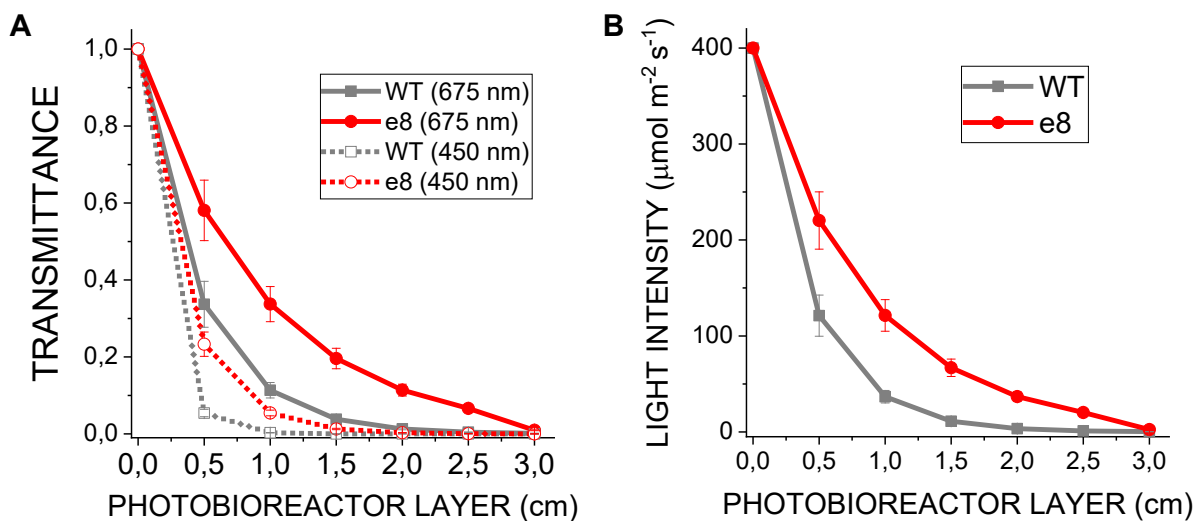 A
TRANSMITTANCE
1,0
0,8
0,6
0,4
0,2
0,0
WT (675 nm)
e8 (675 nm)
WT (450 nm)
e8 (450 nm)
0,0 0,5 1,0 1,5 2,0 2,5 3,0
PHOTOBIOREACTOR LAYER (cm)
B
LIGHT INTENSITY (μmol m⁻² s⁻¹)
400
300
200
100
0
WT
e8
0,0 0,5 1,0 1,5 2,0 2,5 3,0
PHOTOBIOREACTOR LAYER (cm)